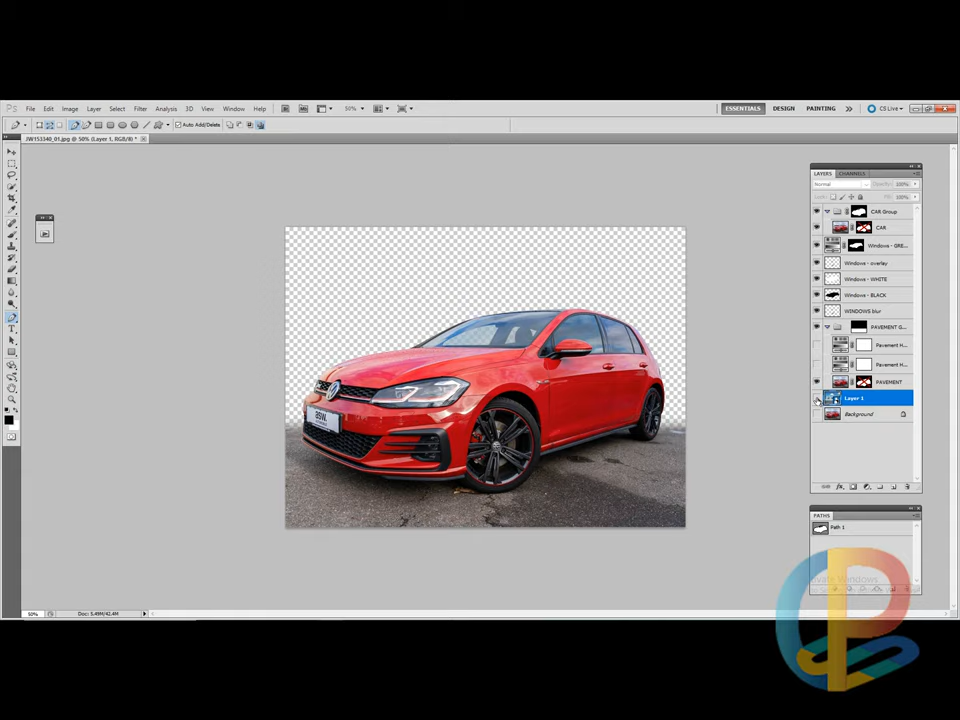 Ps File Edit Image Layer Select Filter Analysis 3D View Window Help 50% ESSENTIALS DESIGN PAINTING CS Live
Auto Add/Delete
JW153340_01.jpg @ 50% (Layer 1, RGB/8) *
LAYERS CHANNELS
Normal Opacity: 100%
Lock: Fill: 100%
CAR Group
CAR
Windows - GRE...
Windows - overlay
Windows - WHITE
Windows - BLACK
WINDOWS blur
PAVEMENT G...
Pavement H...
Pavement H...
PAVEMENT
Layer 1
Background
PATHS
Path 1
50% Doc: 5.49M/42.4M